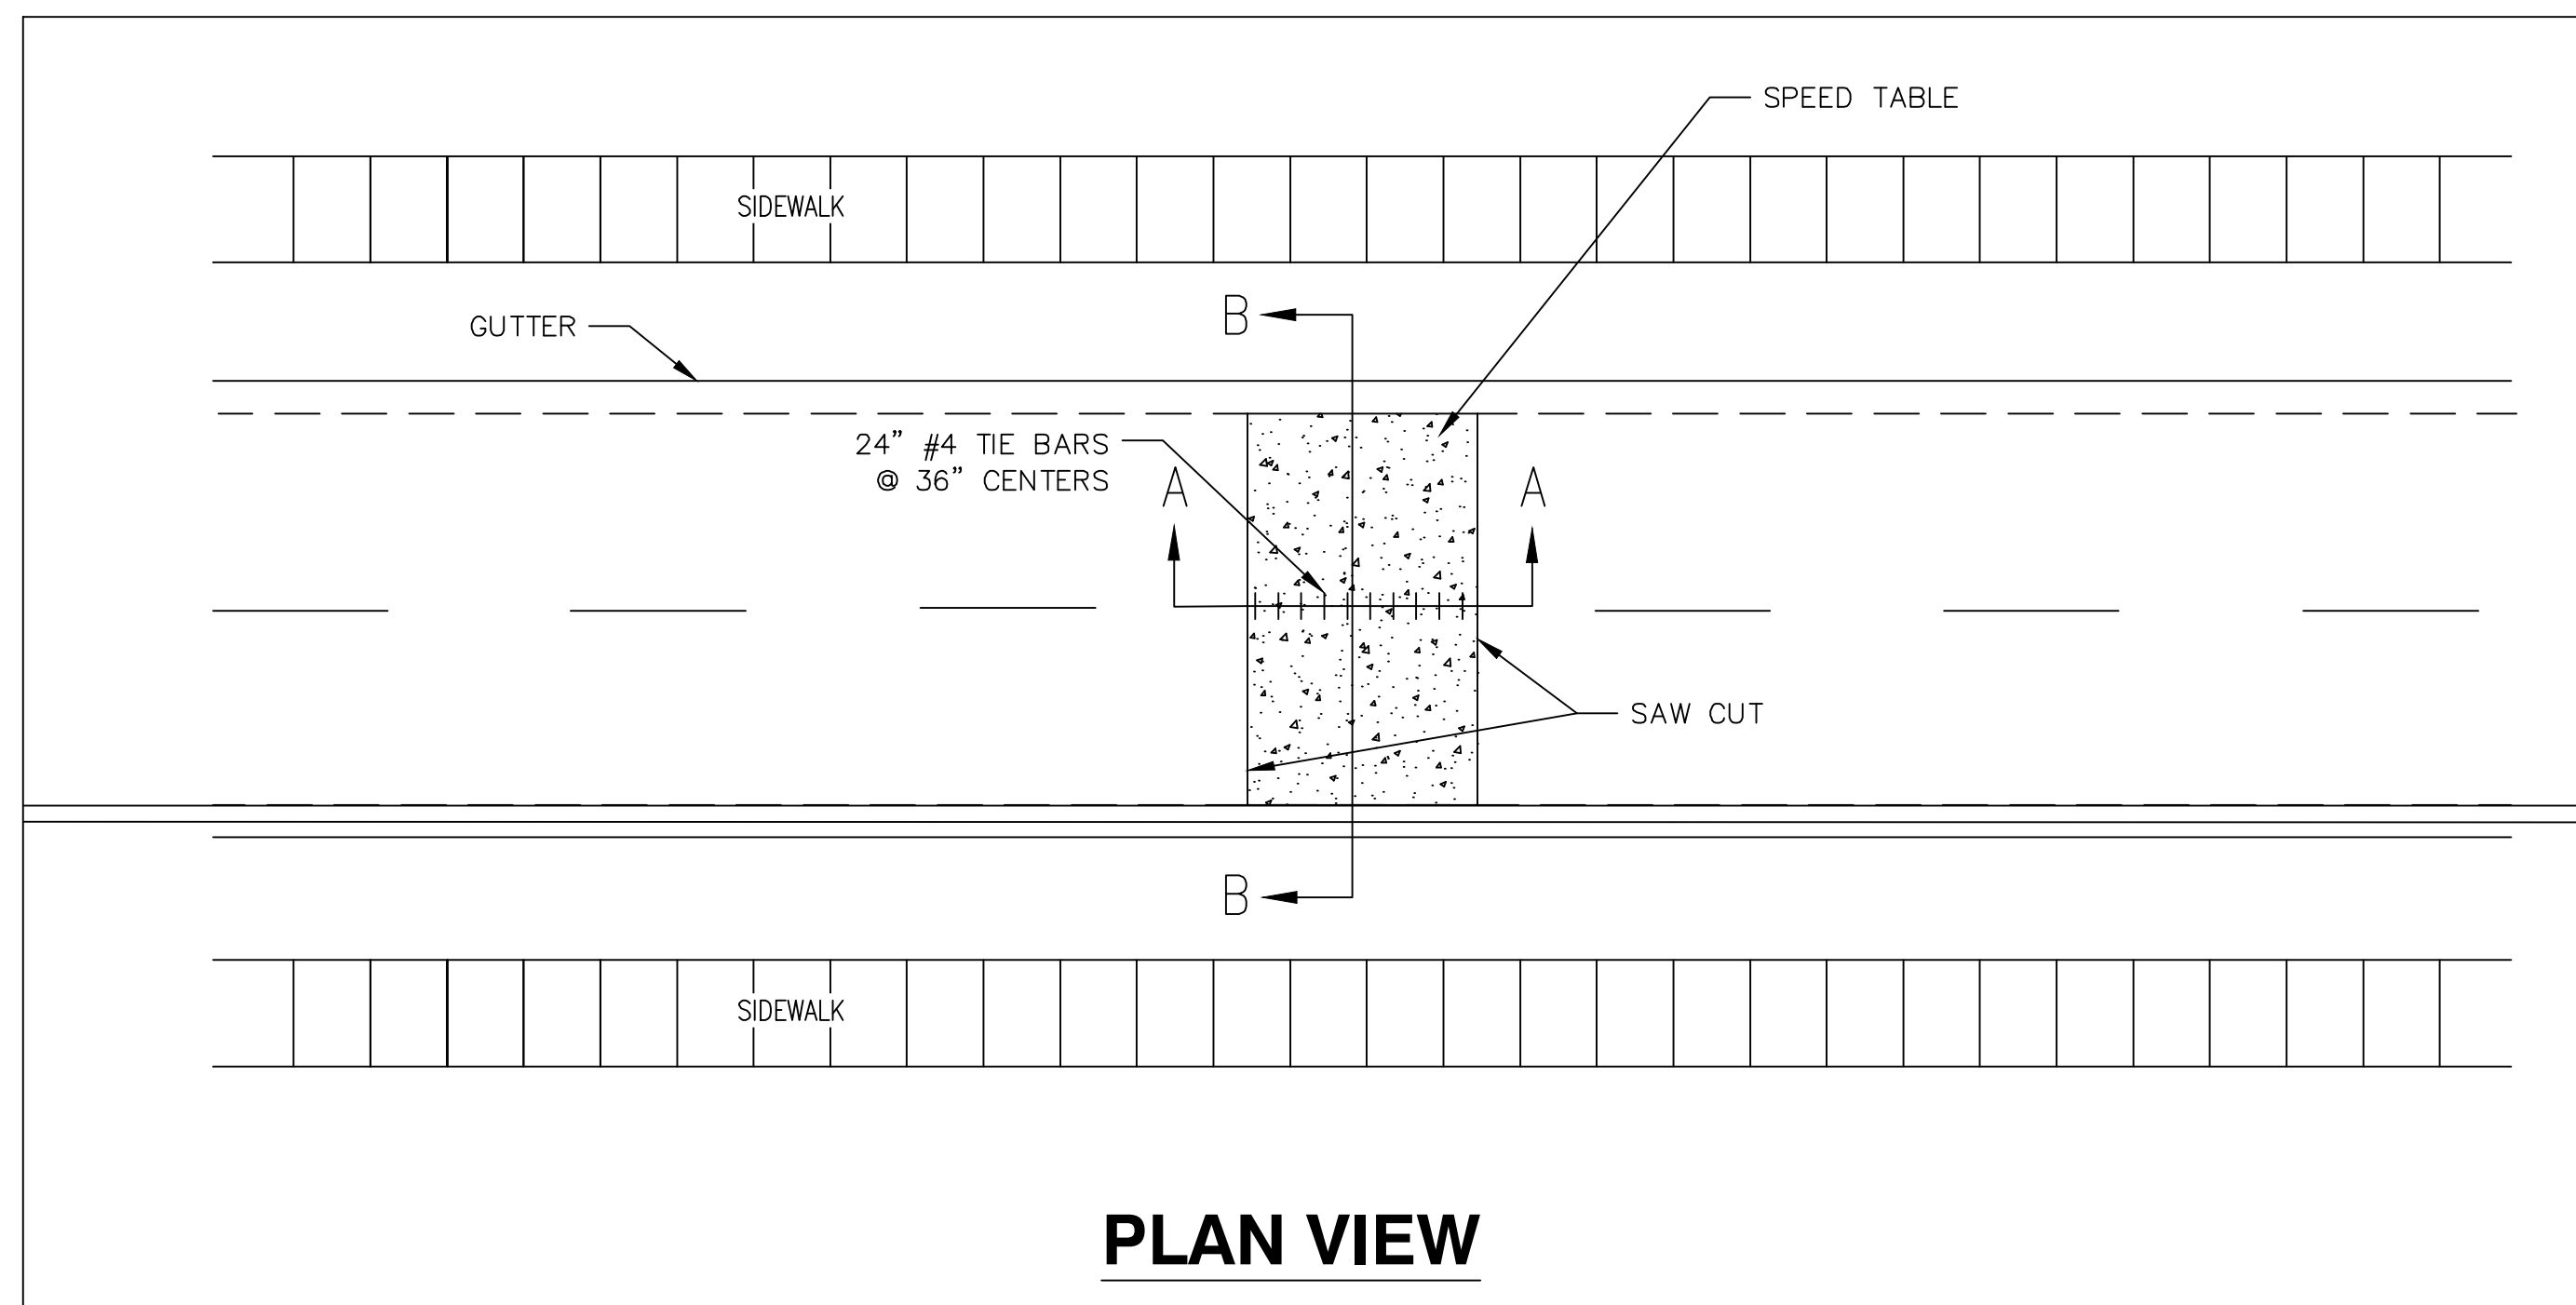 SPEED TABLE
SIDEWALK
B
GUTTER
24” #4 TIE BARS
@ 36” CENTERS
A
A
SAW CUT
B
SIDEWALK
PLAN VIEW